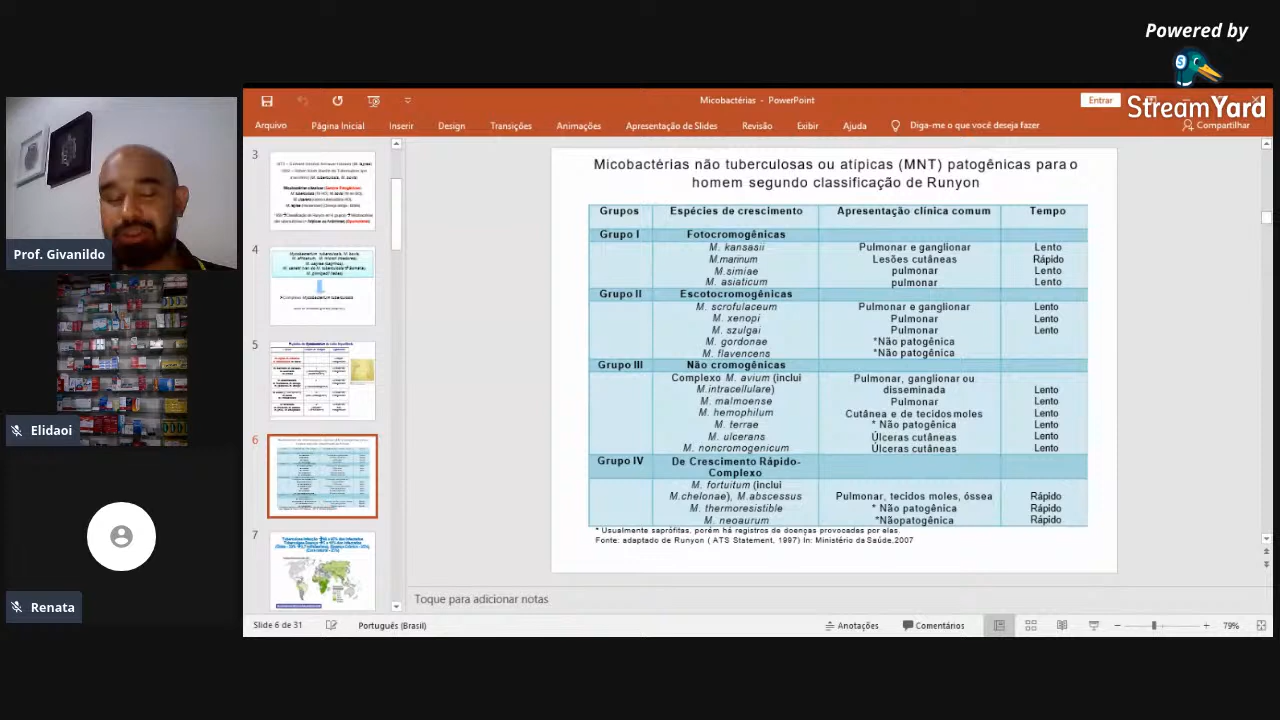 Powered by
StreamYard
Micobactérias - PowerPoint
Entrar
Arquivo Página Inicial Inserir Design Transições Animações Apresentação de Slides Revisão Exibir Ajuda Diga-me o que você deseja fazer Compartilhar
Prof. Givanildo
Elidaoi
Renata
3
4
5
6
7
Micobactérias não tuberculosas ou atípicas (MNT) patogênicas para o
homem segundo classificação de Runyon
Grupos Espécies de crescimento Apresentação clínica comum Tempo
Grupo I Fotocromogênicas
M. kansasii Pulmonar e ganglionar Lento
M.marinum Lesões cutâneas Rápido
M.simiae pulmonar Lento
M. asiaticum pulmonar Lento
Grupo II Escotocromogênicas
M. scrofulaceum Pulmonar e ganglionar Lento
M. xenopi Pulmonar Lento
M. szulgai Pulmonar Lento
M. gordonae *Não patogênica
M. flavencens *Não patogênica
Grupo III Não cromogênicas
Complexo M. avium (inclui Pulmonar, ganglionar ou
M.intracellulare) disseminada Lento
M. malmoense Pulmonar Lento
M. hemophilum Cutânea e de tecidos moles Lento
M. terrae * Não patogênica Lento
M. ulcerans Úlceras cutâneas Lento
M. noncromogenicum Úlceras cutâneas Lento
Grupo IV De Crescimento Rápido-
Complexo
M. fortuitum (inclui
M.chelonae), M.abscessus Pulmonar, tecidos moles, óssea Rápido
M. thermoresistible * Não patogênica Rápido
M. neoaurum *Nãopatogênica Rápido
* Usualmente saprófitas, porém há registros de doenças provocadas por elas.
Fonte: adaptado de Runyon ( ATS Statement, 1997) In: Ministério da Saúde,2007
Toque para adicionar notas
Slide 6 de 31 Português (Brasil) Anotações Comentários 79%